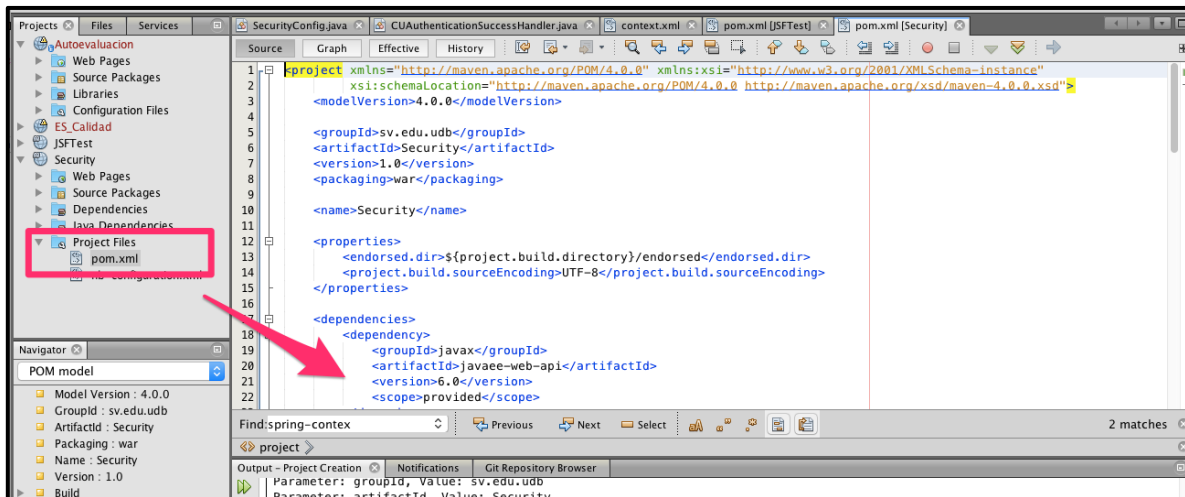 Projects Files Services
SecurityConfig.java CUAuthenticationSuccessHandler.java context.xml pom.xml [JSFTest] pom.xml [Security]
Autoevaluacion
Web Pages
Source Packages
Libraries
Configuration Files
ES_Calidad
JSFTest
Security
Web Pages
Source Packages
Dependencies
Java Dependencies
Project Files
pom.xml
nb-configuration.xml
Navigator
POM model
Model Version : 4.0.0
GroupId : sv.edu.udb
ArtifactId : Security
Packaging : war
Name : Security
Version : 1.0
Build
Source Graph Effective History
1 <project xmlns="http://maven.apache.org/POM/4.0.0" xmlns:xsi="http://www.w3.org/2001/XMLSchema-instance"
2 xsi:schemaLocation="http://maven.apache.org/POM/4.0.0 http://maven.apache.org/xsd/maven-4.0.0.xsd">
3 <modelVersion>4.0.0</modelVersion>
4
5 <groupId>sv.edu.udb</groupId>
6 <artifactId>Security</artifactId>
7 <version>1.0</version>
8 <packaging>war</packaging>
9
10 <name>Security</name>
11
12 <properties>
13 <endorsed.dir>${project.build.directory}/endorsed</endorsed.dir>
14 <project.build.sourceEncoding>UTF-8</project.build.sourceEncoding>
15 </properties>
16
17 <dependencies>
18 <dependency>
19 <groupId>javax</groupId>
20 <artifactId>javaee-web-api</artifactId>
21 <version>6.0</version>
22 <scope>provided</scope>
Find: spring-contex Previous Next Select 2 matches
project
Output - Project Creation Notifications Git Repository Browser
Parameter: groupId, Value: sv.edu.udb
Parameter: artifactId, Value: Security